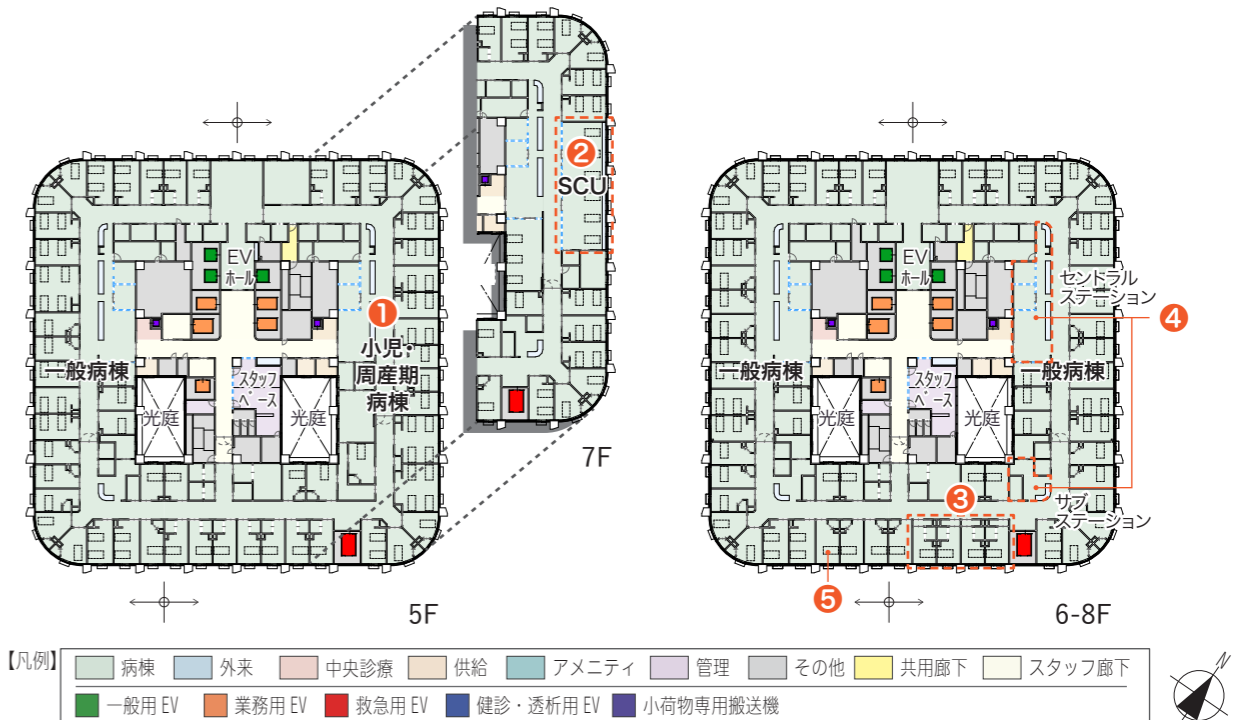 ❷
SCU
7F
EV
ホール
❶
小児・
周産期
病棟
一般病棟
スタッフ
ベース
光庭
光庭
5F
EV
ホール
セントラル
ステーション
❹
一般病棟
一般病棟
スタッフ
ベース
光庭
光庭
❸
サブ
ステーション
❺
6-8F
【凡例】
病棟 外来 中央診療 供給 アメニティ 管理 その他 共用廊下 スタッフ廊下
一般用 EV 業務用 EV 救急用 EV 健診・透析用 EV 小荷物専用搬送機
N